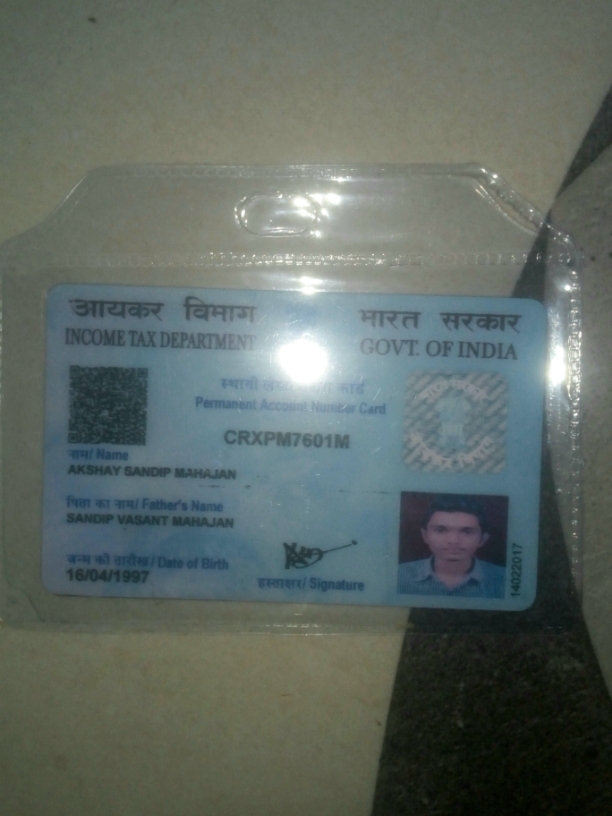 आयकर विभाग भारत सरकार
INCOME TAX DEPARTMENT GOVT. OF INDIA
स्थायी लेखा संख्या कार्ड
Permanent Account Number Card
CRXPM7601M
नाम/ Name
AKSHAY SANDIP MAHAJAN
पिता का नाम/ Father's Name
SANDIP VASANT MAHAJAN
जन्म की तारीख/ Date of Birth
16/04/1997
हस्ताक्षर/ Signature
14022017